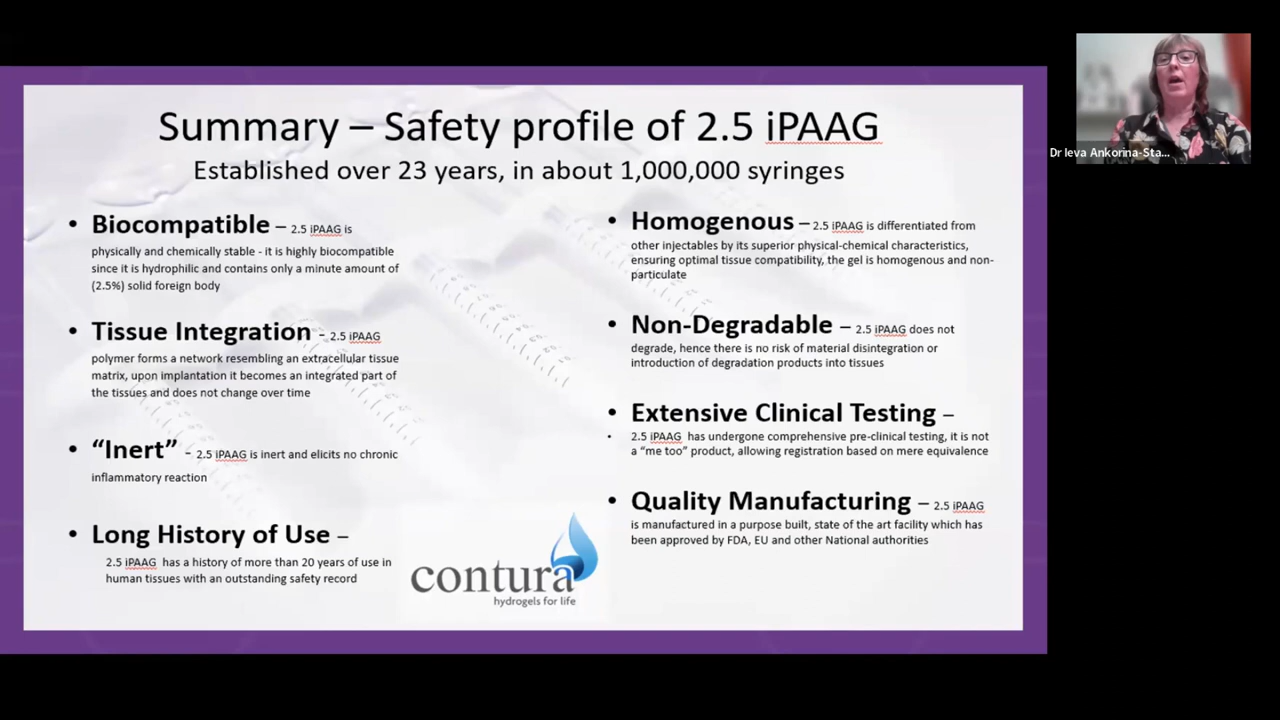 Summary – Safety profile of 2.5 iPAAG
Established over 23 years, in about 1,000,000 syringes
• Biocompatible – 2.5 iPAAG is
physically and chemically stable - it is highly biocompatible
since it is hydrophilic and contains only a minute amount of
(2.5%) solid foreign body
• Tissue Integration - 2.5 iPAAG
polymer forms a network resembling an extracellular tissue
matrix, upon implantation it becomes an integrated part of
the tissues and does not change over time
• “Inert” - 2.5 iPAAG is inert and elicits no chronic
inflammatory reaction
• Long History of Use –
2.5 iPAAG has a history of more than 20 years of use in
human tissues with an outstanding safety record
• Homogenous – 2.5 iPAAG is differentiated from
other injectables by its superior physical-chemical characteristics,
ensuring optimal tissue compatibility, the gel is homogenous and non-
particulate
• Non-Degradable – 2.5 iPAAG does not
degrade, hence there is no risk of material disintegration or
introduction of degradation products into tissues
• Extensive Clinical Testing –
• 2.5 iPAAG has undergone comprehensive pre-clinical testing, it is not
a “me too” product, allowing registration based on mere equivalence
• Quality Manufacturing – 2.5 iPAAG
is manufactured in a purpose built, state of the art facility which has
been approved by FDA, EU and other National authorities
contura
hydrogels for life
Dr Ieva Ankorina-Sta...